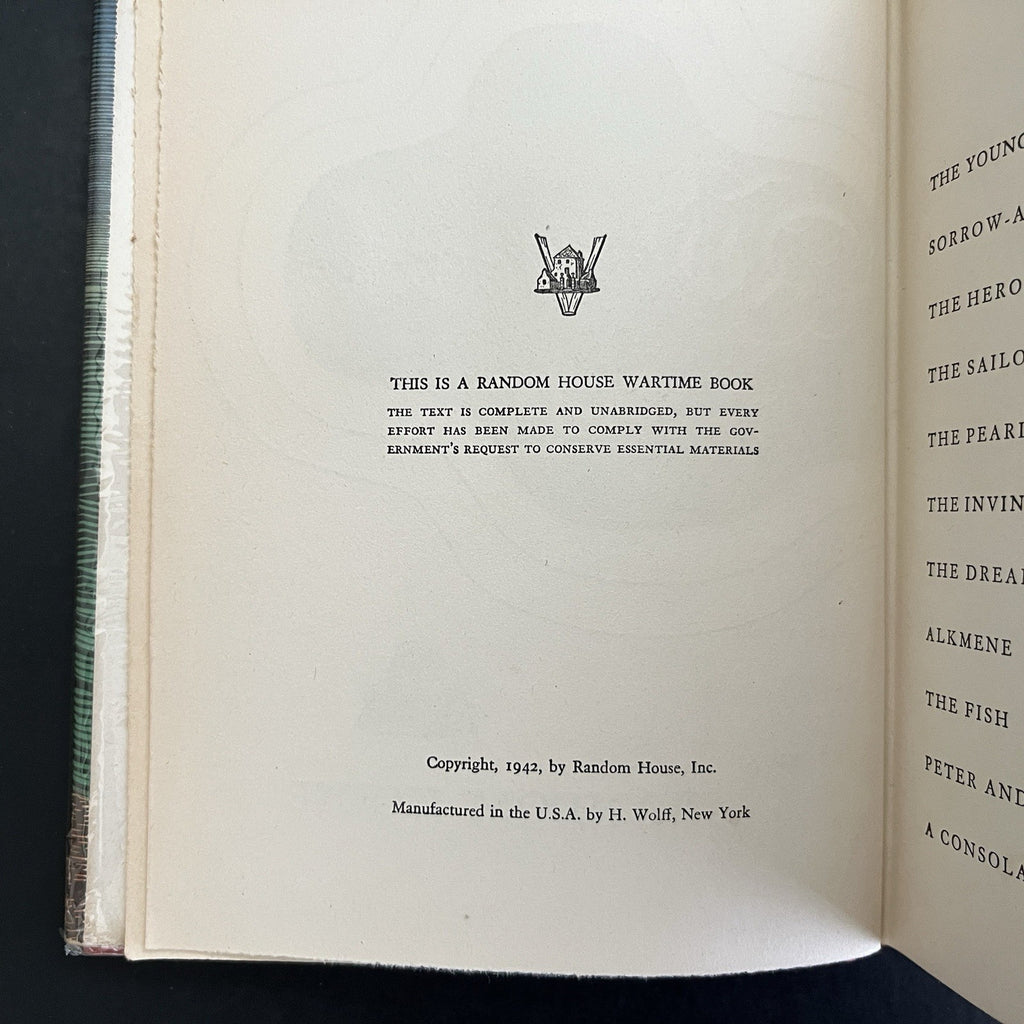 THIS IS A RANDOM HOUSE WARTIME BOOK
THE TEXT IS COMPLETE AND UNABRIDGED, BUT EVERY
EFFORT HAS BEEN MADE TO COMPLY WITH THE GOV-
ERNMENT'S REQUEST TO CONSERVE ESSENTIAL MATERIALS
Copyright, 1942, by Random House, Inc.
Manufactured in the U.S.A. by H. Wolff, New York
THE YOUNG
SORROW-A
THE HERO
THE SAILO
THE PEARL
THE INVIN
THE DREA
ALKMENE
THE FISH
PETER AND
A CONSOLA